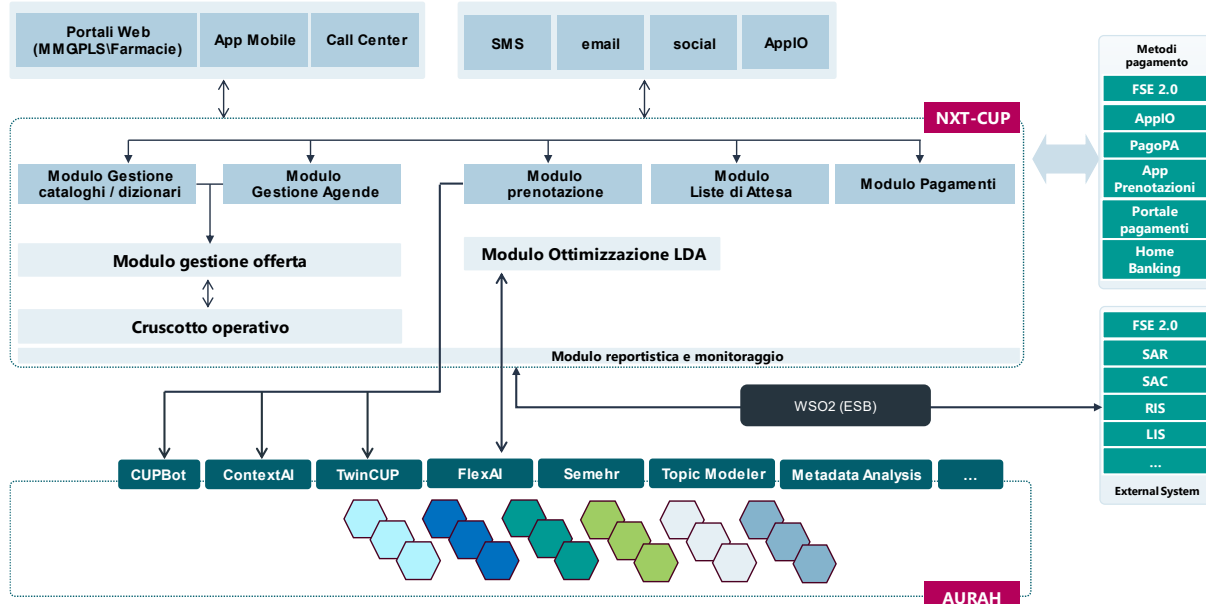 Portali Web
(MMGPLS\Farmacie)
App Mobile
Call Center
SMS
email
social
AppIO
Metodi
pagamento
FSE 2.0
AppIO
PagoPA
App
Prenotazioni
Portale
pagamenti
Home
Banking
NXT-CUP
Modulo Gestione
cataloghi / dizionari
Modulo
Gestione Agende
Modulo
prenotazione
Modulo
Liste di Attesa
Modulo Pagamenti
Modulo gestione offerta
Modulo Ottimizzazione LDA
Cruscotto operativo
Modulo reportistica e monitoraggio
WSO2 (ESB)
FSE 2.0
SAR
SAC
RIS
LIS
...
External System
CUPBot
ContextAI
TwinCUP
FlexAI
Semehr
Topic Modeler
Metadata Analysis
...
AURAH